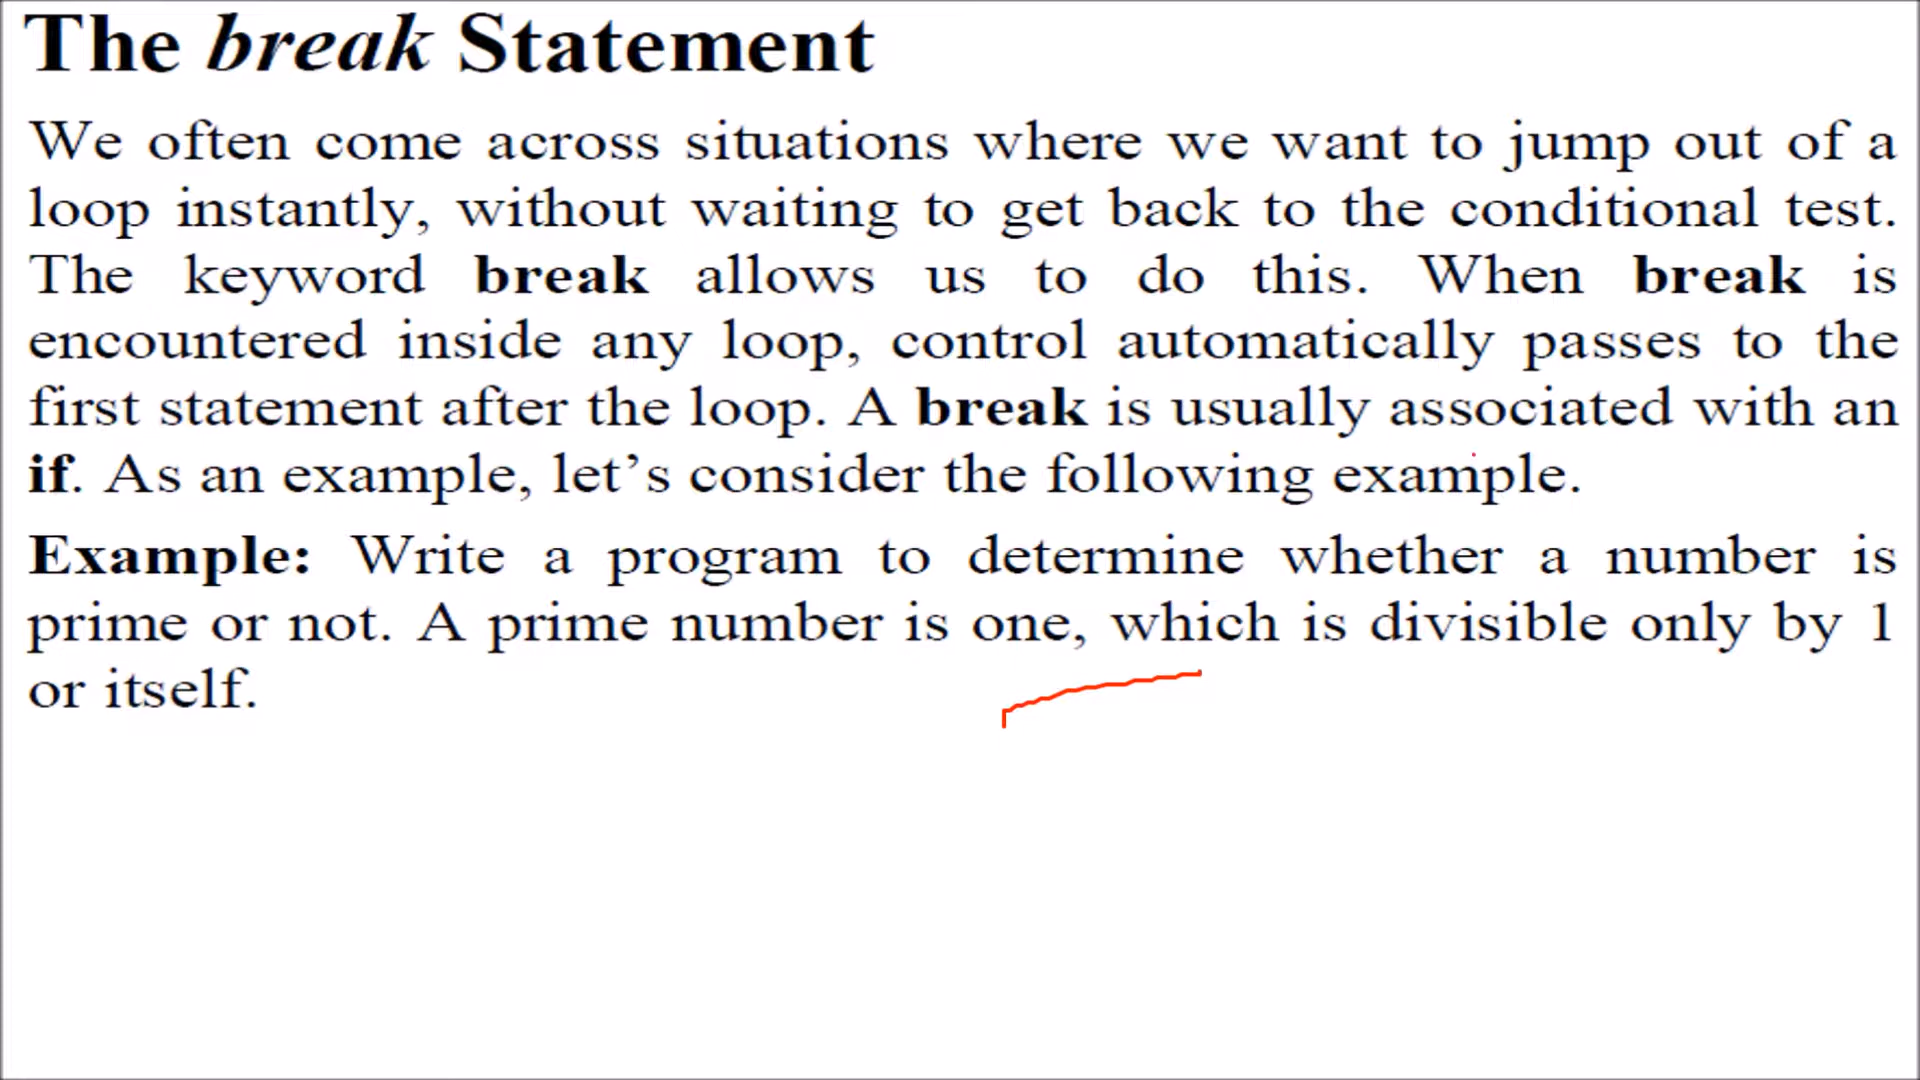 The break Statement
We often come across situations where we want to jump out of a
loop instantly, without waiting to get back to the conditional test.
The keyword break allows us to do this. When break is
encountered inside any loop, control automatically passes to the
first statement after the loop. A break is usually associated with an
if. As an example, let’s consider the following example.
Example: Write a program to determine whether a number is
prime or not. A prime number is one, which is divisible only by 1
or itself.